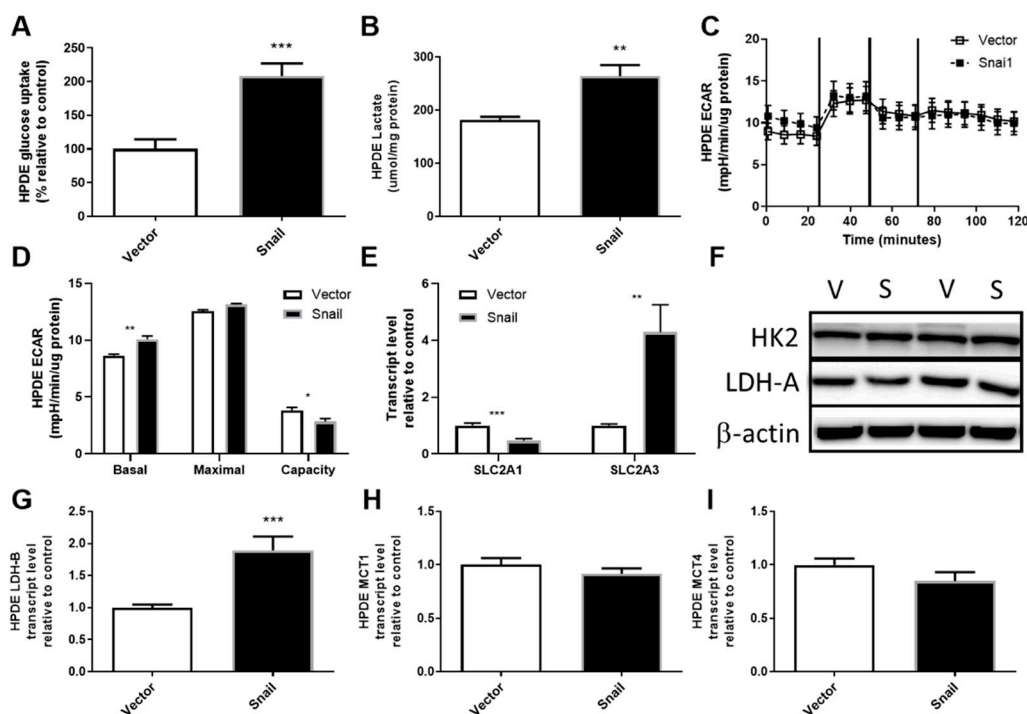 A
HPDE glucose uptake
(% relative to control)
250
200
150
100
50
0
***
Vector
Snail
B
HPDE Lactate
(umol/mg protein)
300
200
100
0
**
Vector
Snail
C
HPDE ECAR
(mpH/min/ug protein)
20
15
10
5
0
Vector
Snai1
0 20 40 60 80 100 120
Time (minutes)
D
HPDE ECAR
(mpH/min/ug protein)
15
10
5
0
Vector
Snail
**
*
Basal Maximal Capacity
E
Transcript level
relative to control
6
4
2
0
Vector
Snail
***
**
SLC2A1 SLC2A3
F
V S V S
HK2
LDH-A
β-actin
G
HPDE LDH-B
transcript level
relative to control
2.5
2.0
1.5
1.0
0.5
0.0
***
Vector
Snail
H
HPDE MCT1
transcript level
relative to control
1.5
1.0
0.5
0.0
Vector
Snail
I
HPDE MCT4
transcript level
relative to control
1.5
1.0
0.5
0.0
Vector
Snail